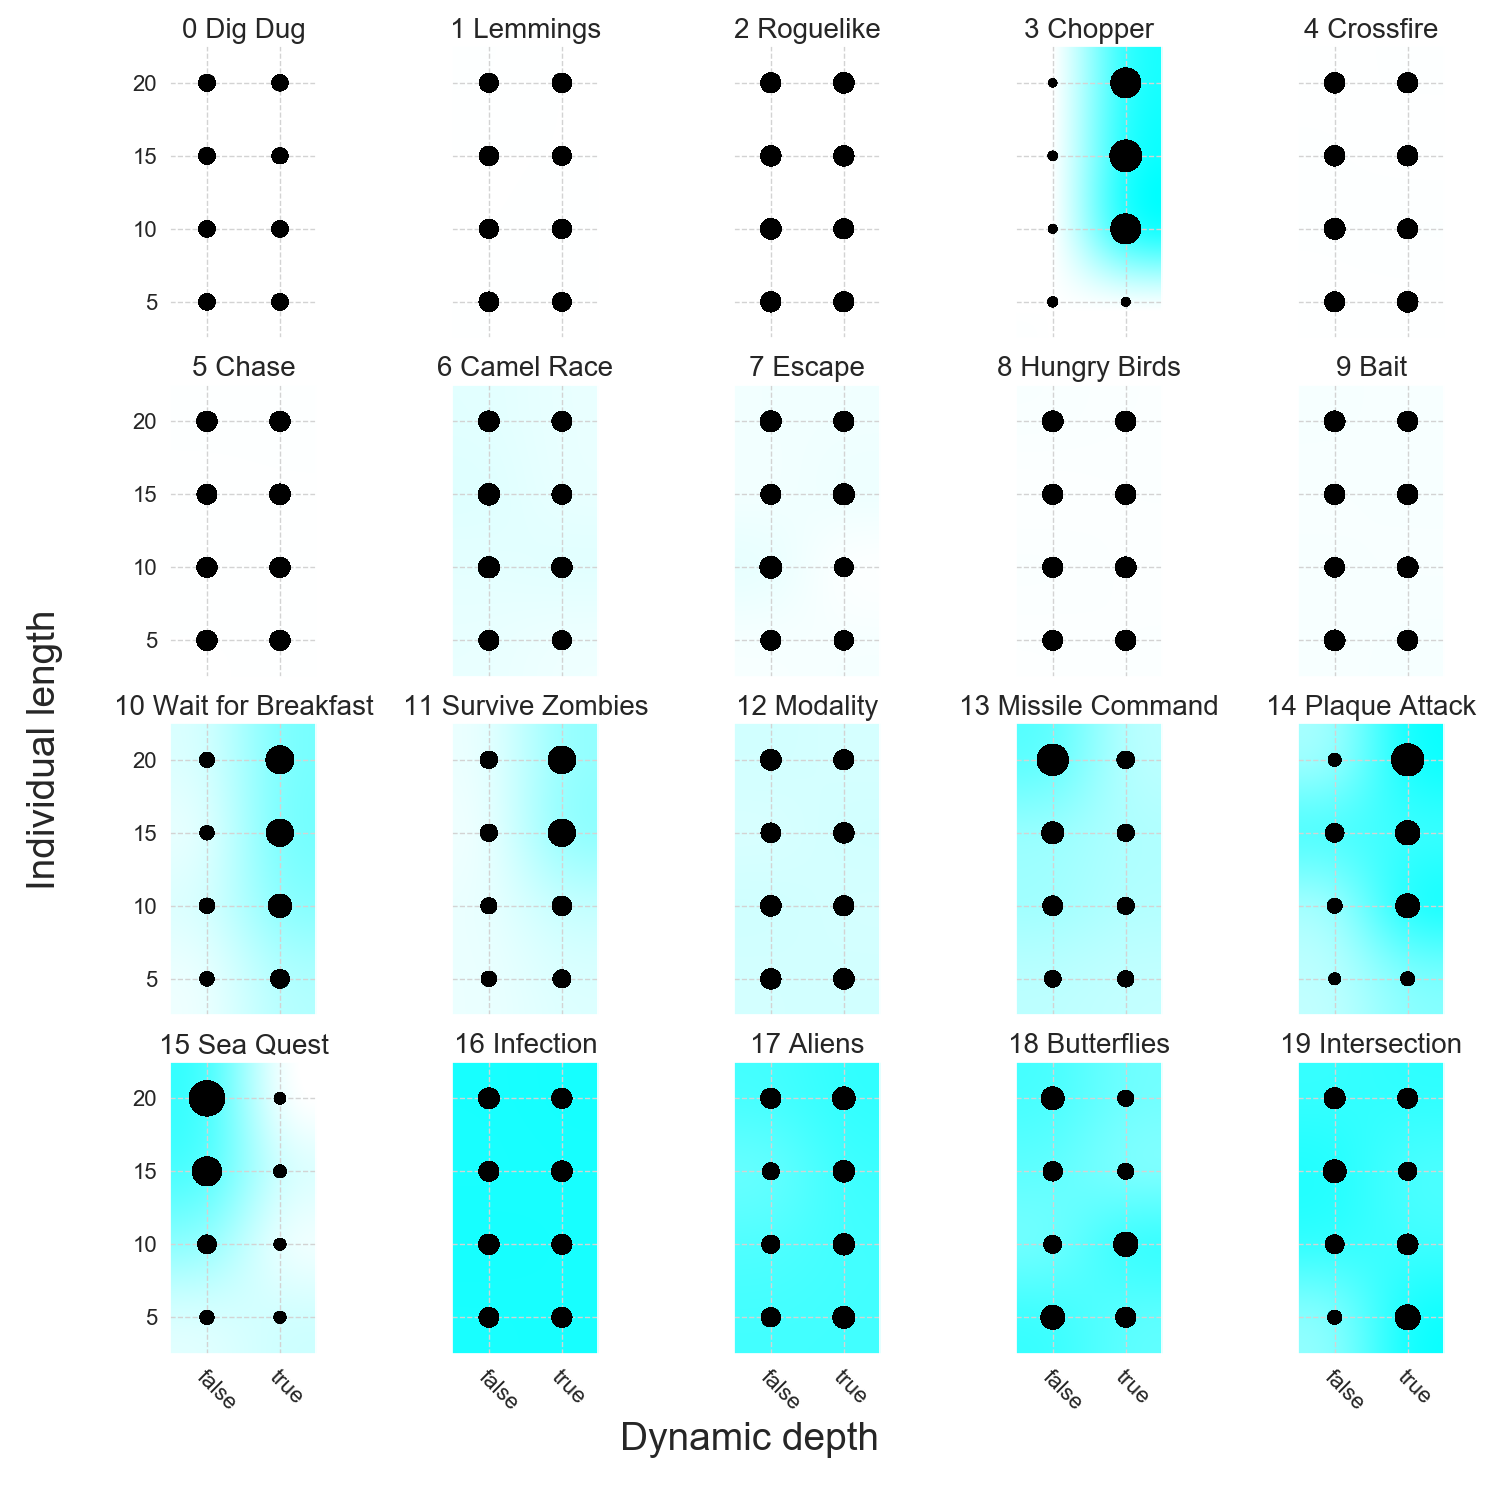 0 Dig Dug
1 Lemmings
2 Roguelike
3 Chopper
4 Crossfire
20
15
10
5
5 Chase
6 Camel Race
7 Escape
8 Hungry Birds
9 Bait
20
15
10
5
Individual length
10 Wait for Breakfast
11 Survive Zombies
12 Modality
13 Missile Command
14 Plaque Attack
20
15
10
5
15 Sea Quest
16 Infection
17 Aliens
18 Butterflies
19 Intersection
20
15
10
5
false
true
false
true
false
true
false
true
false
true
Dynamic depth